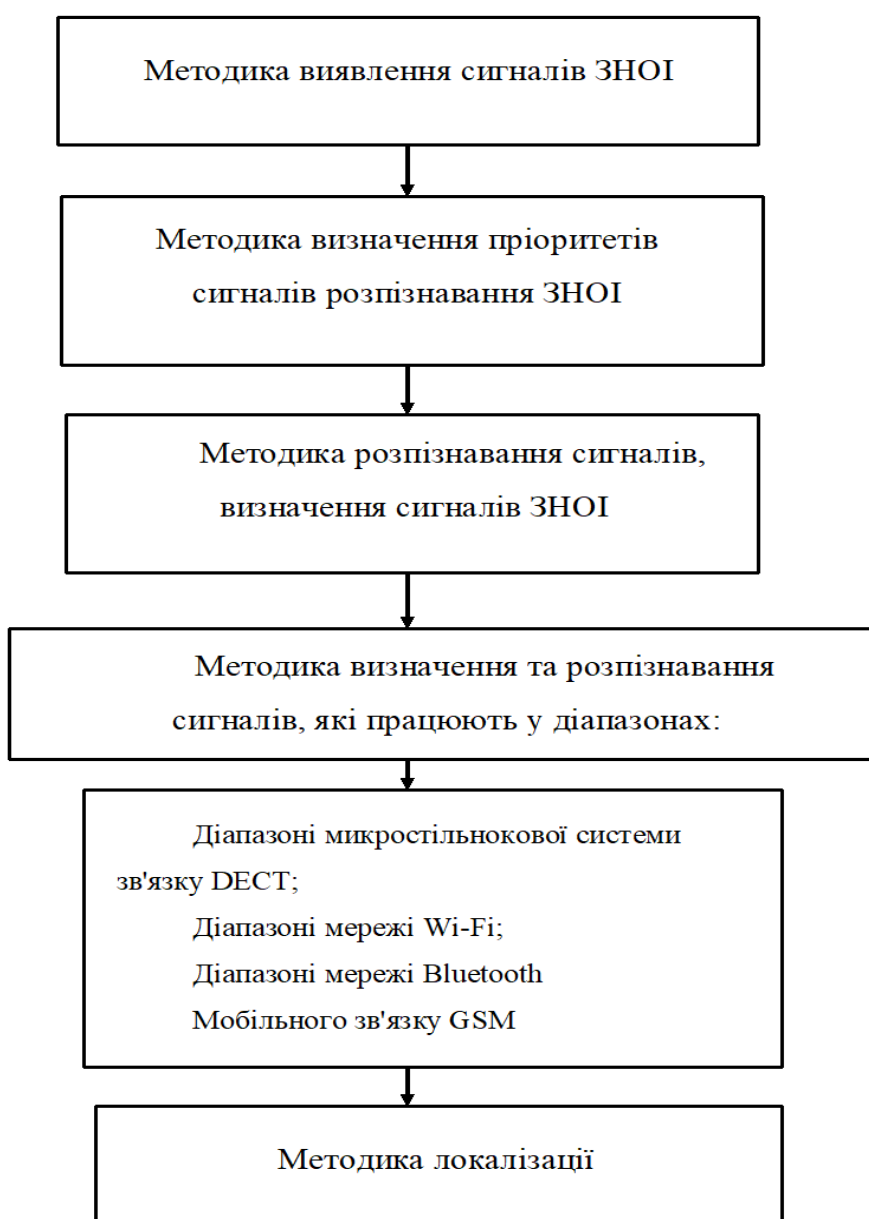 Методика виявлення сигналів ЗНОІ
Методика визначення пріоритетів
сигналів розпізнавання ЗНОІ
Методика розпізнавання сигналів,
визначення сигналів ЗНОІ
Методика визначення та розпізнавання
сигналів, які працюють у діапазонах:
Діапазоні микростільнокової системи
зв'язку DECT;
Діапазоні мережі Wi-Fi;
Діапазоні мережі Bluetooth
Мобільного зв'язку GSM
Методика локалізації